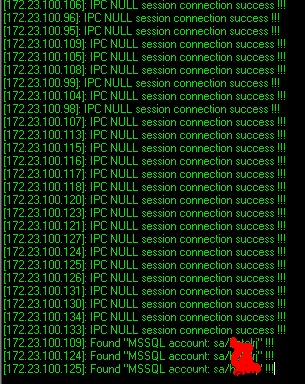 [172.23.100.106]: IPC NULL session connection success !!!
[172.23.100.96]: IPC NULL session connection success !!!
[172.23.100.95]: IPC NULL session connection success !!!
[172.23.100.109]: IPC NULL session connection success !!!
[172.23.100.105]: IPC NULL session connection success !!!
[172.23.100.108]: IPC NULL session connection success !!!
[172.23.100.99]: IPC NULL session connection success !!!
[172.23.100.104]: IPC NULL session connection success !!!
[172.23.100.98]: IPC NULL session connection success !!!
[172.23.100.107]: IPC NULL session connection success !!!
[172.23.100.113]: IPC NULL session connection success !!!
[172.23.100.115]: IPC NULL session connection success !!!
[172.23.100.116]: IPC NULL session connection success !!!
[172.23.100.117]: IPC NULL session connection success !!!
[172.23.100.118]: IPC NULL session connection success !!!
[172.23.100.120]: IPC NULL session connection success !!!
[172.23.100.123]: IPC NULL session connection success !!!
[172.23.100.121]: IPC NULL session connection success !!!
[172.23.100.127]: IPC NULL session connection success !!!
[172.23.100.124]: IPC NULL session connection success !!!
[172.23.100.125]: IPC NULL session connection success !!!
[172.23.100.126]: IPC NULL session connection success !!!
[172.23.100.131]: IPC NULL session connection success !!!
[172.23.100.130]: IPC NULL session connection success !!!
[172.23.100.134]: IPC NULL session connection success !!!
[172.23.100.133]: IPC NULL session connection success !!!
[172.23.100.109]: Found "MSSQL account: sa/ !!!
[172.23.100.124]: Found "MSSQL account: sa/ !!!
[172.23.100.125]: Found "MSSQL account: sa/ !!!